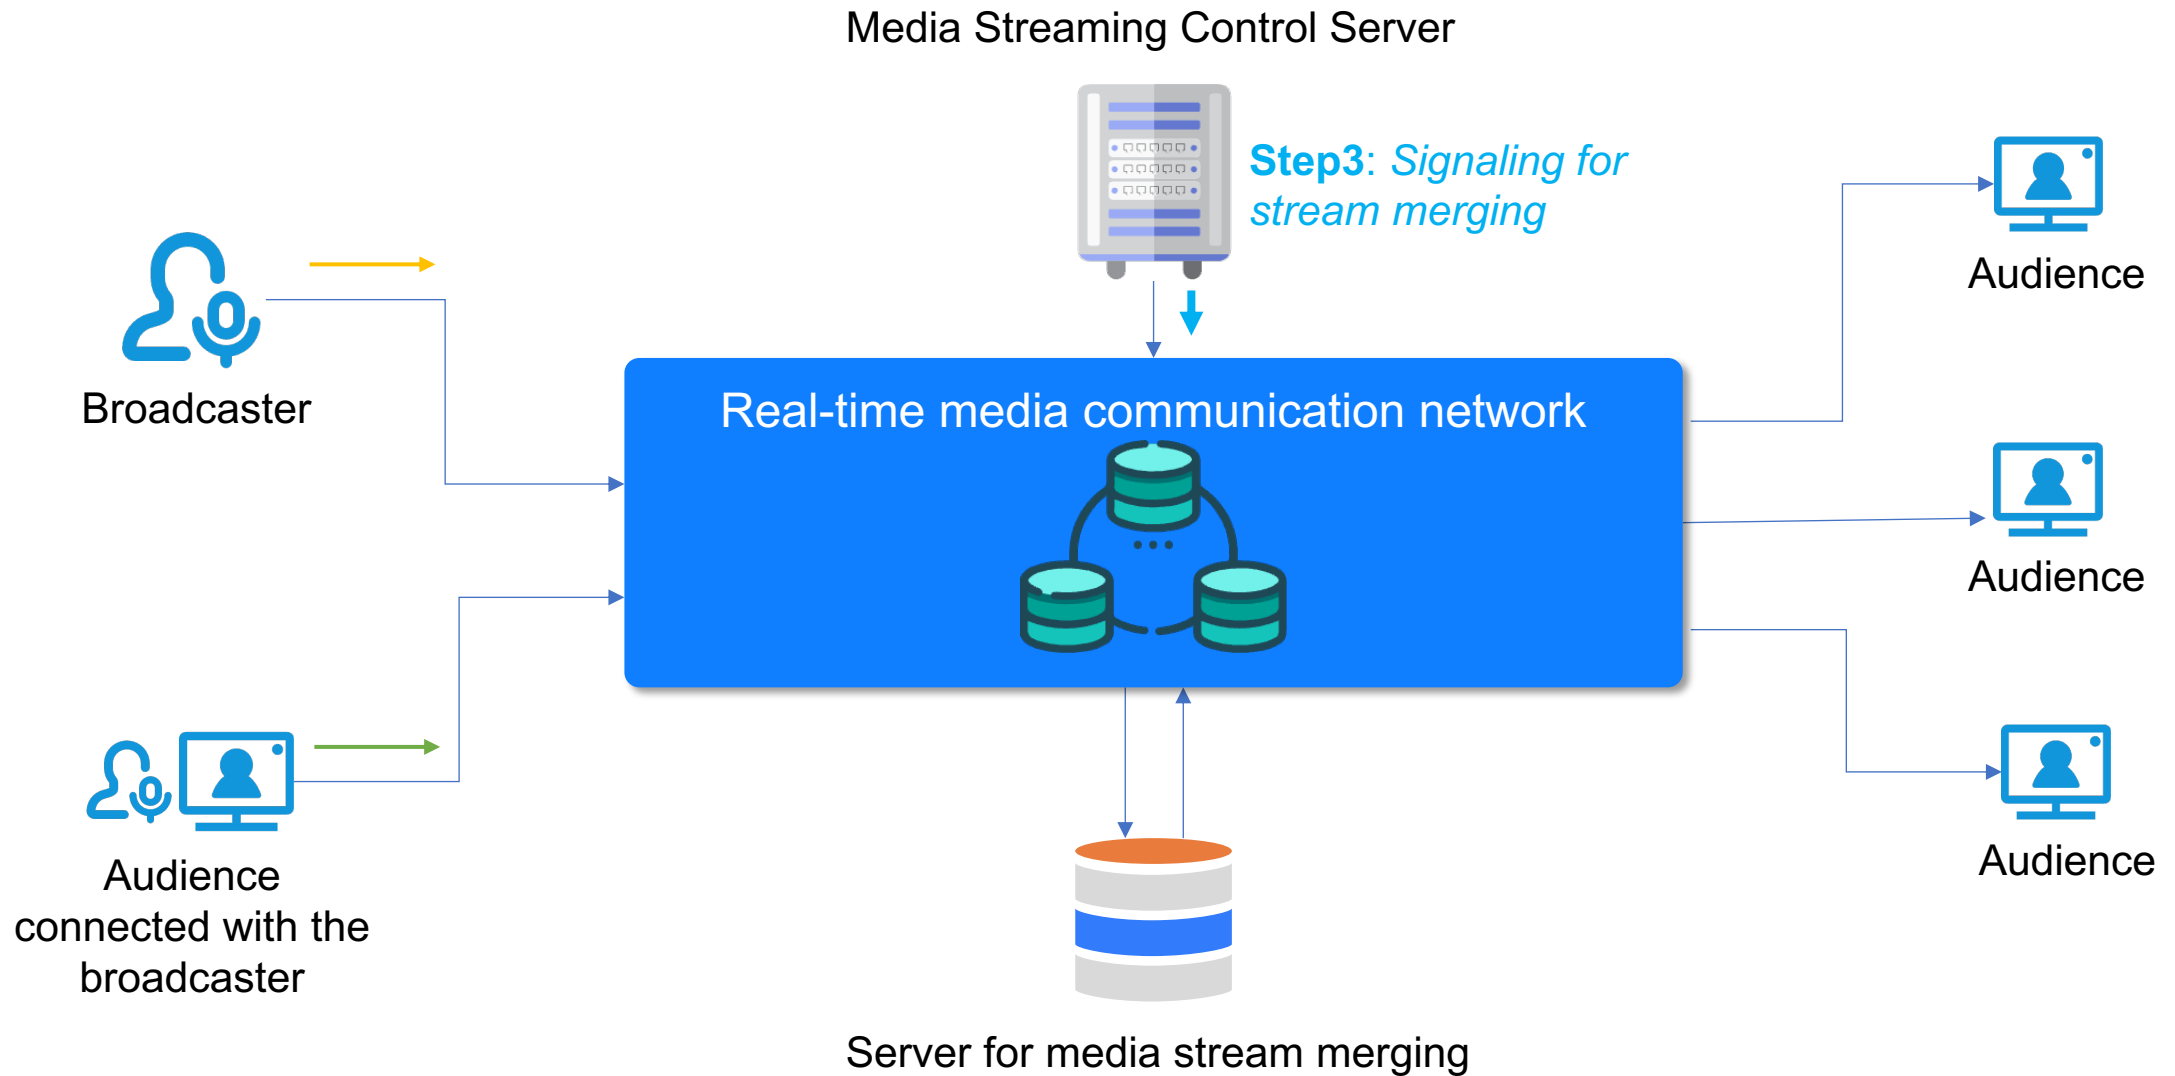 Media Streaming Control Server
Step3: Signaling for
stream merging
Audience
Broadcaster
Real-time media communication network
Audience
Audience
connected with the
broadcaster
Audience
Server for media stream merging